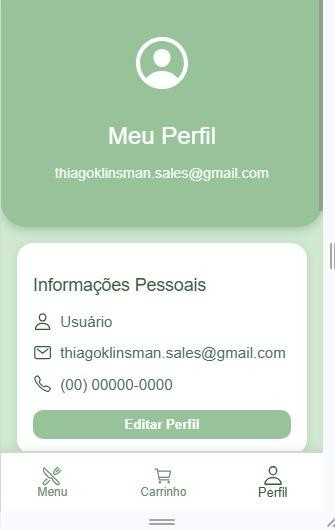 Meu Perfil
thiagoklinsman.sales@gmail.com
Informações Pessoais
Usuário
thiagoklinsman.sales@gmail.com
(00) 00000-0000
Editar Perfil
Menu
Carrinho
Perfil